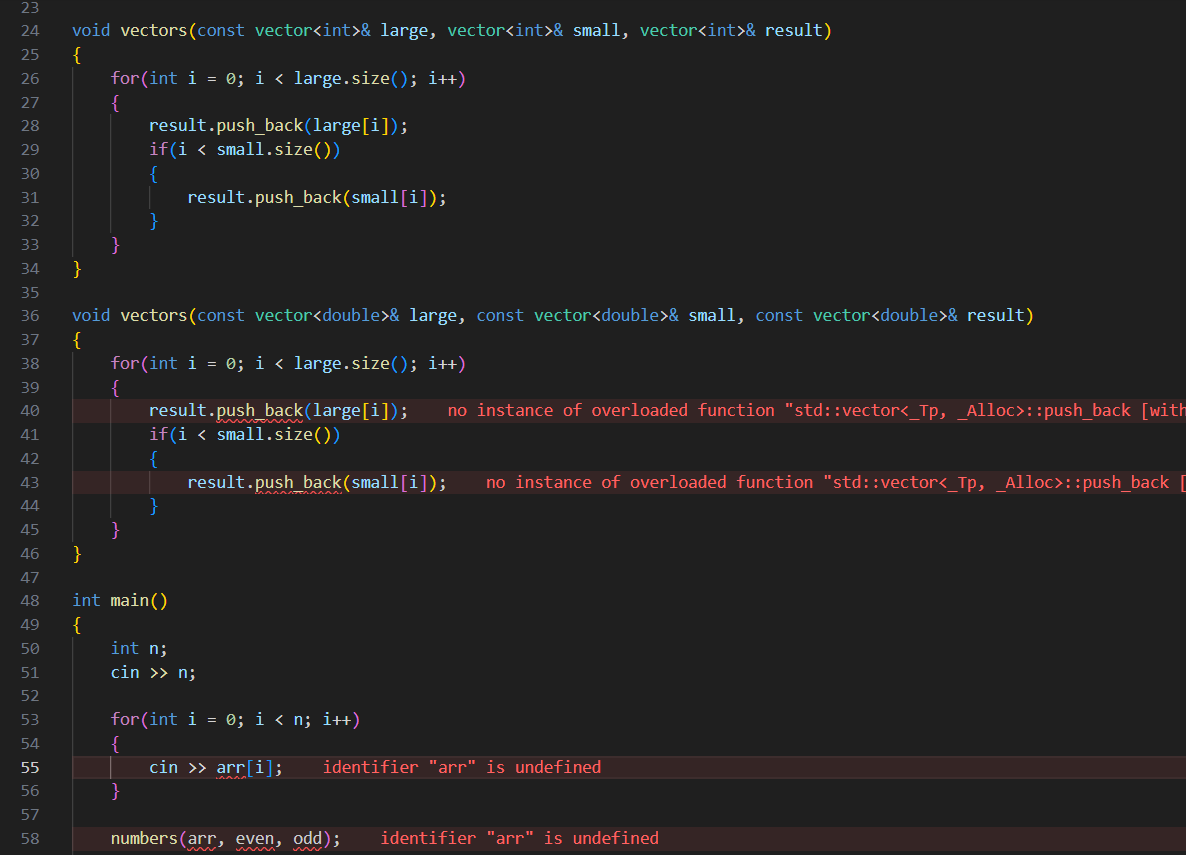 23
24 void vectors(const vector<int>& large, vector<int>& small, vector<int>& result)
25 {
26 for(int i = 0; i < large.size(); i++)
27 {
28 result.push_back(large[i]);
29 if(i < small.size())
30 {
31 result.push_back(small[i]);
32 }
33 }
34 }
35
36 void vectors(const vector<double>& large, const vector<double>& small, const vector<double>& result)
37 {
38 for(int i = 0; i < large.size(); i++)
39 {
40 result.push_back(large[i]); no instance of overloaded function "std::vector<_Tp, _Alloc>::push_back [with
41 if(i < small.size())
42 {
43 result.push_back(small[i]); no instance of overloaded function "std::vector<_Tp, _Alloc>::push_back [
44 }
45 }
46 }
47
48 int main()
49 {
50 int n;
51 cin >> n;
52
53 for(int i = 0; i < n; i++)
54 {
55 cin >> arr[i]; identifier "arr" is undefined
56 }
57
58 numbers(arr, even, odd); identifier "arr" is undefined